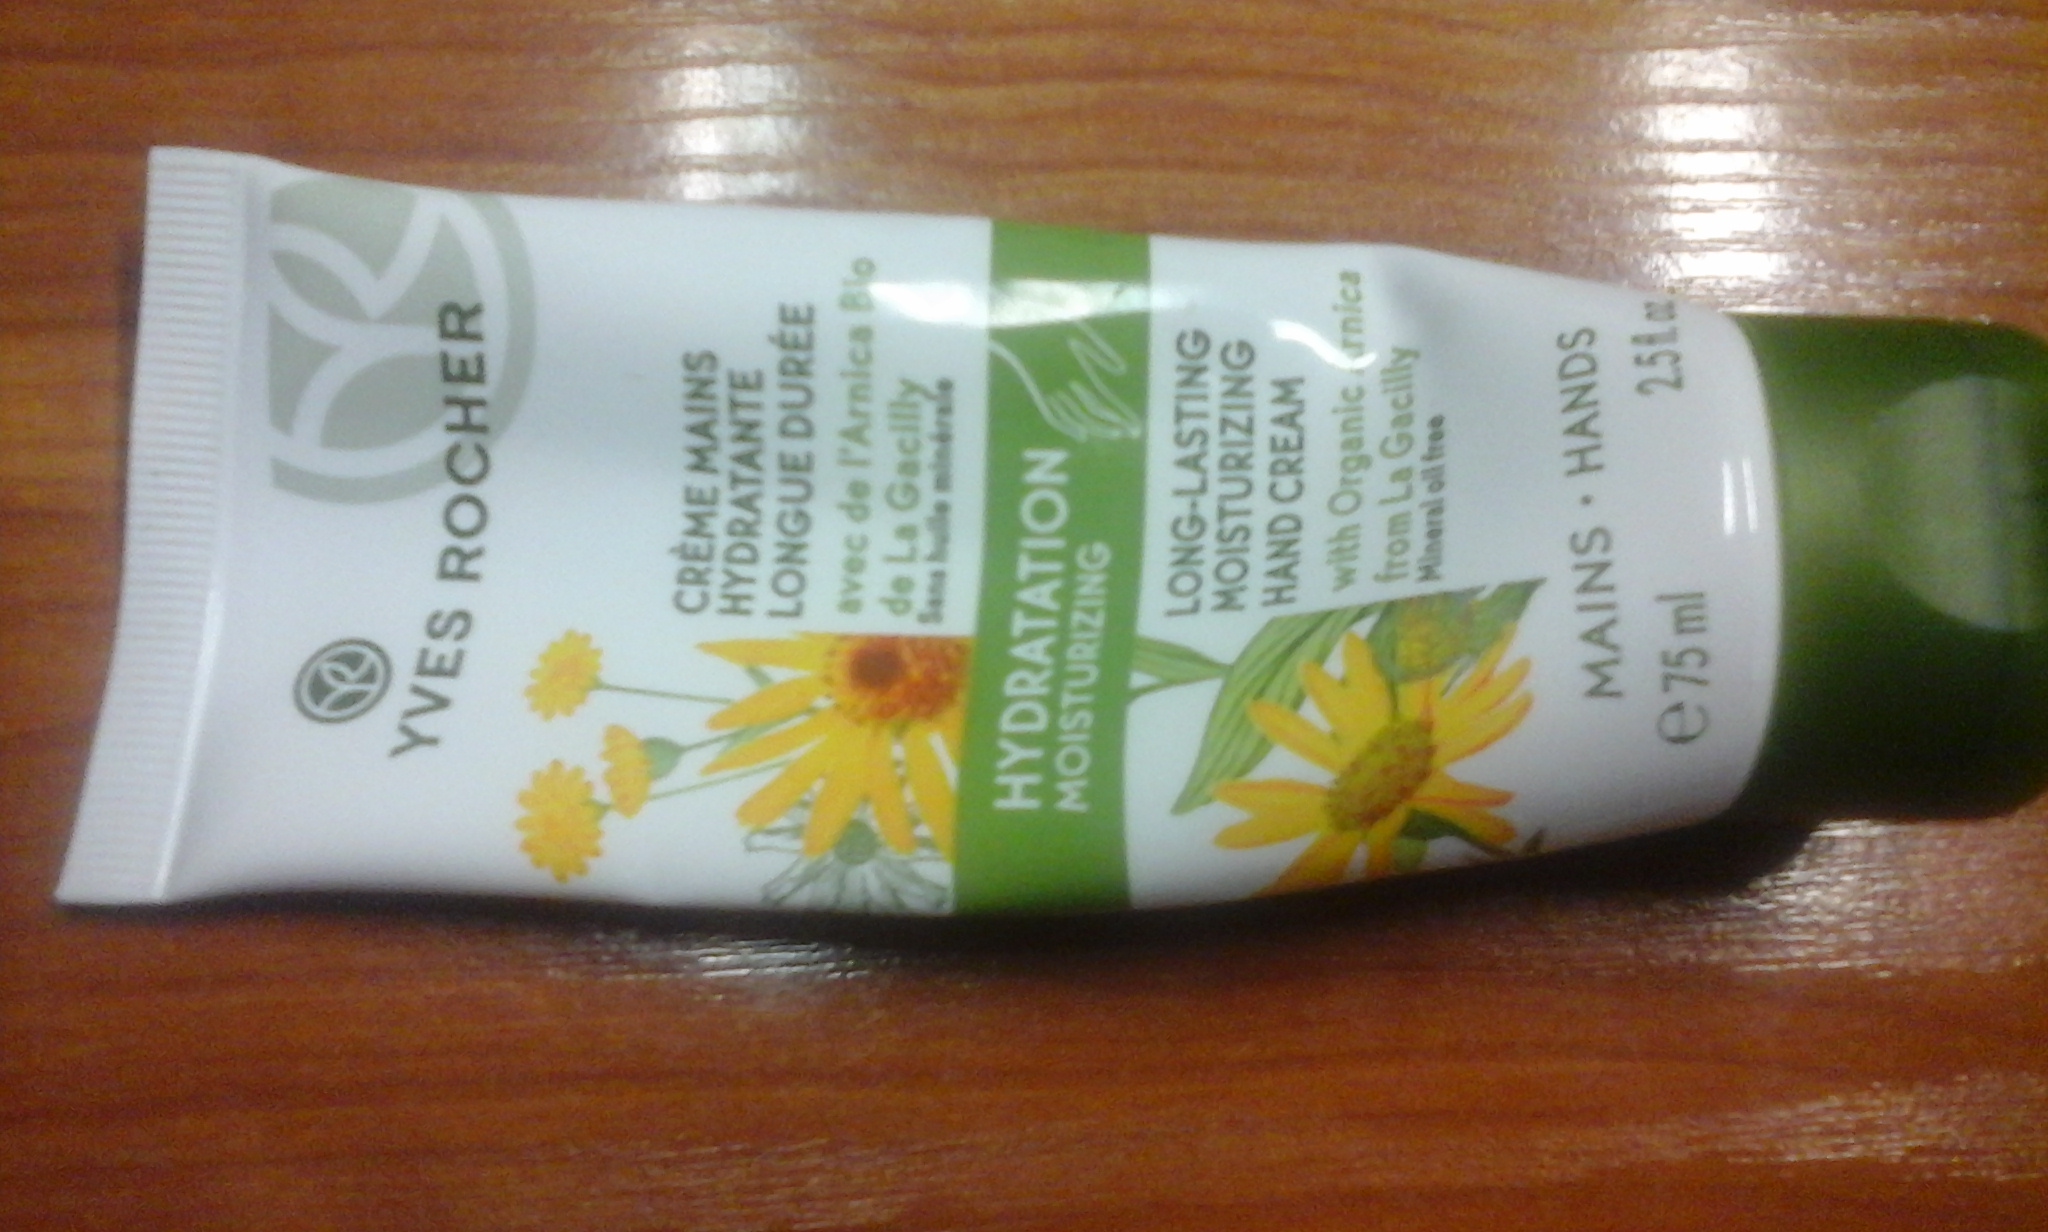 YVES ROCHER
CRÈME MAINS
HYDRATANTE
LONGUE DURÉE
avec de l'Arnica Bio
de La Gacilly
Sans huile minérale
HYDRATATION
MOISTURIZING
LONG-LASTING
MOISTURIZING
HAND CREAM
with Organic Arnica
from La Gacilly
Mineral oil free
MAINS • HANDS
℮ 75 ml 2.5 fl. oz